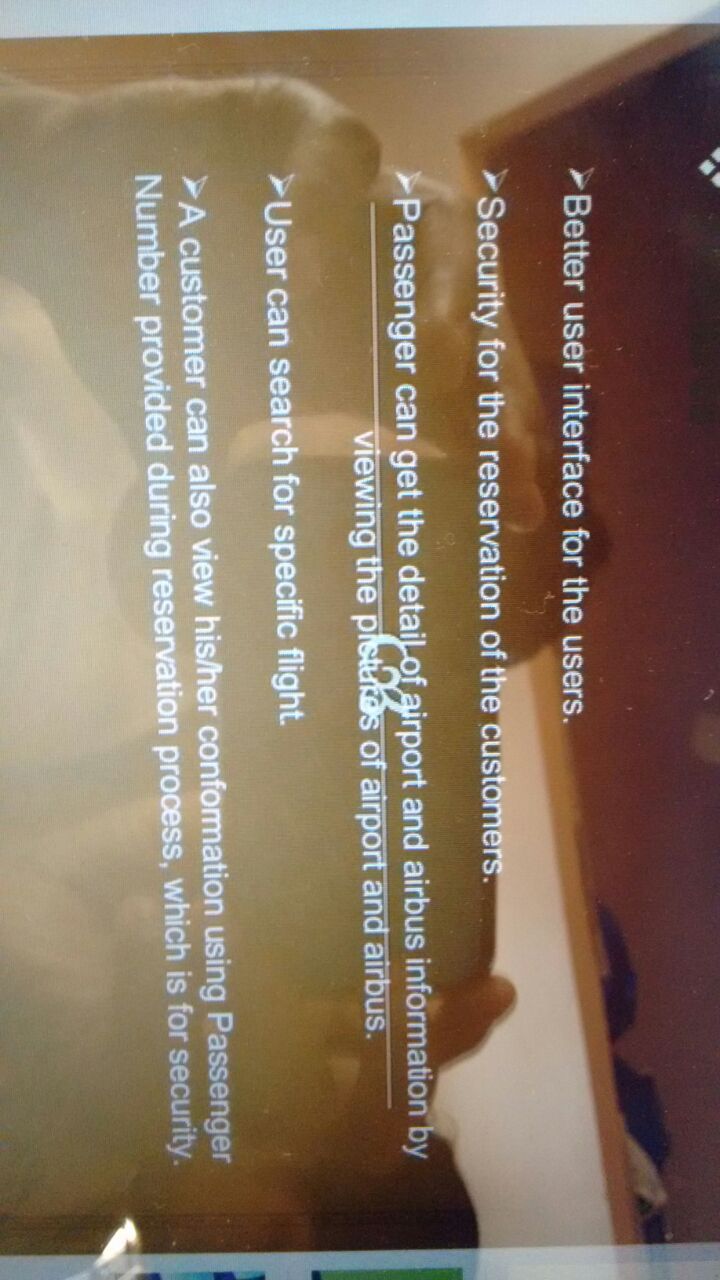 ➢Better user interface for the users.
➢Security for the reservation of the customers.
➢Passenger can get the detail of airport and airbus information by
viewing the pictures of airport and airbus.
➢User can search for specific flight.
➢A customer can also view his/her conformation using Passenger
Number provided during reservation process, which is for security.